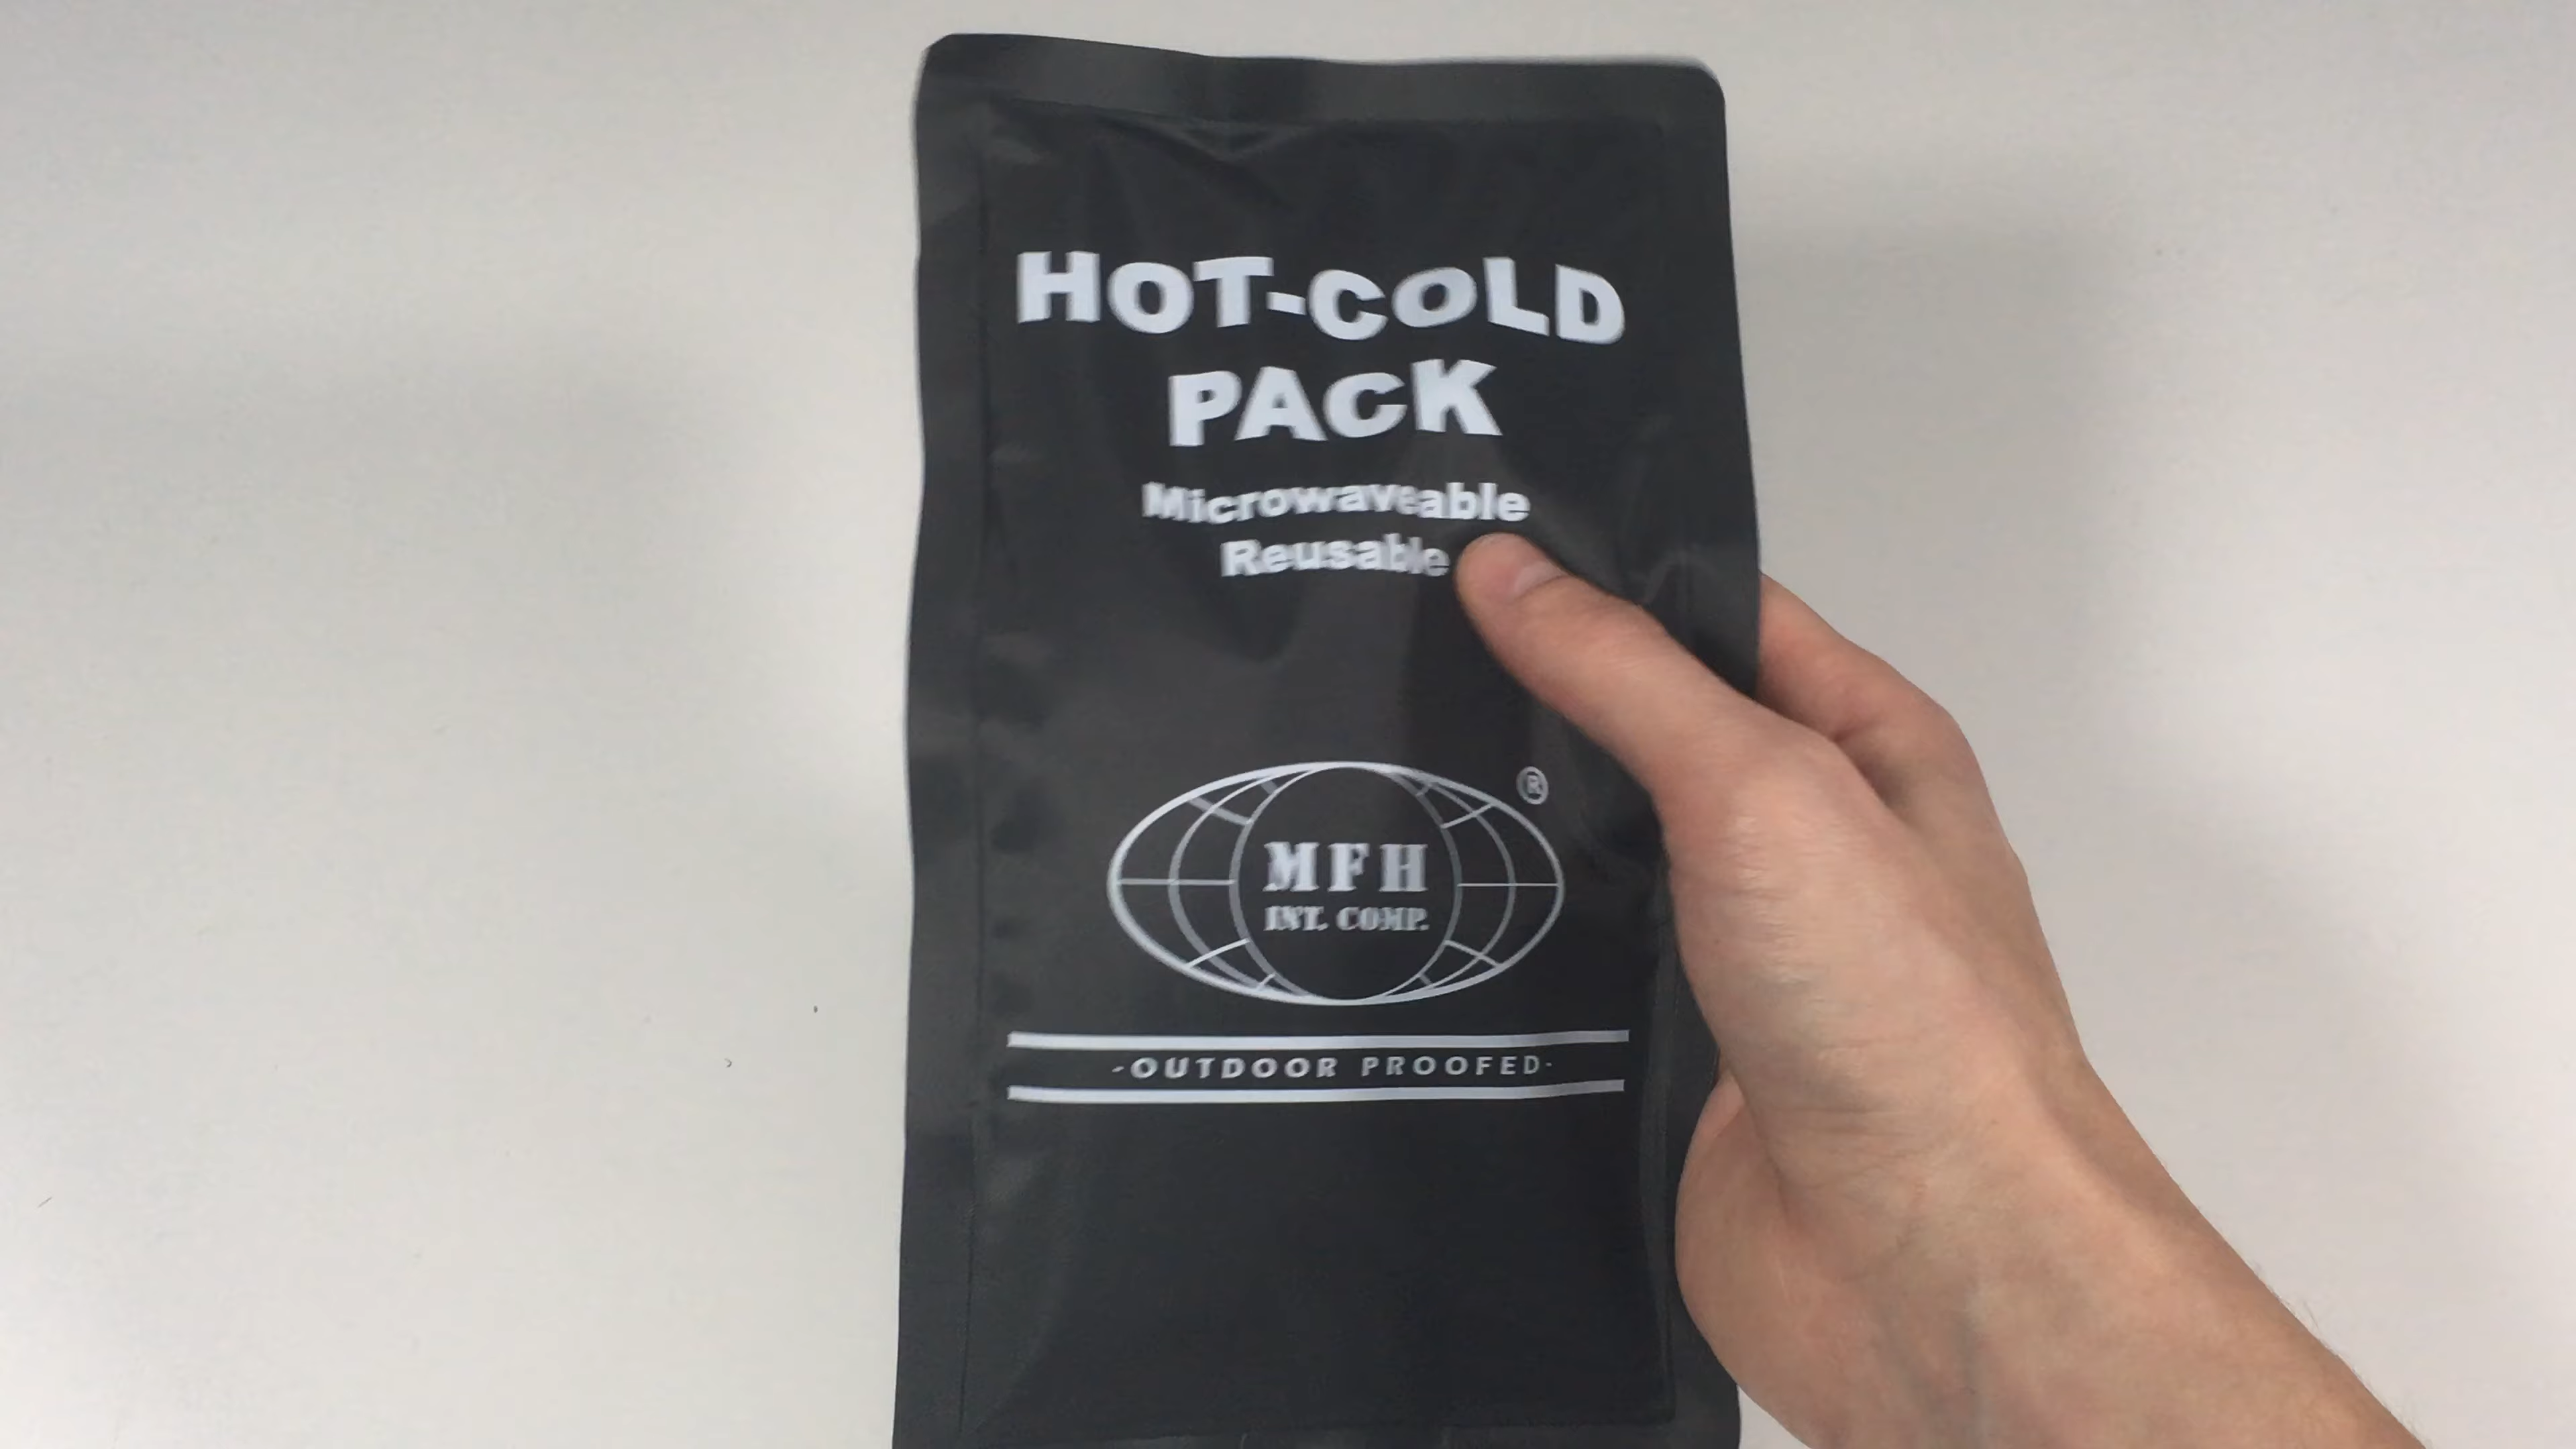 HOT-COLD
PACK
Microwaveable
Reusable
®
MFH
INT. COMP.
-OUTDOOR PROOFED-